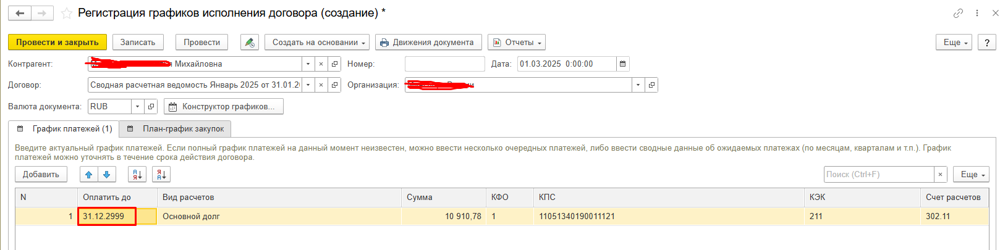 Регистрация графиков исполнения договора (создание) *
Провести и закрыть Записать Провести Создать на основании Движения документа Отчеты Еще ?
Контрагент: Михайловна Номер: Дата: 01.03.2025 0:00:00
Договор: Сводная расчетная ведомость Январь 2025 от 31.01.2 Организация:
Валюта документа: RUB Конструктор графиков...
График платежей (1) План-график закупок
Введите актуальный график платежей. Если полный график платежей на данный момент неизвестен, можно ввести несколько очередных платежей, либо ввести сводные данные об ожидаемых платежах (по месяцам, кварталам и т.п.). График
платежей можно уточнять в течение срока действия договора.
Добавить Поиск (Ctrl+F) Еще
N Оплатить до Вид расчетов Сумма КФО КПС КЭК Счет расчетов
1 31.12.2999 Основной долг 10 910,78 1 11051340190011121 211 302.11